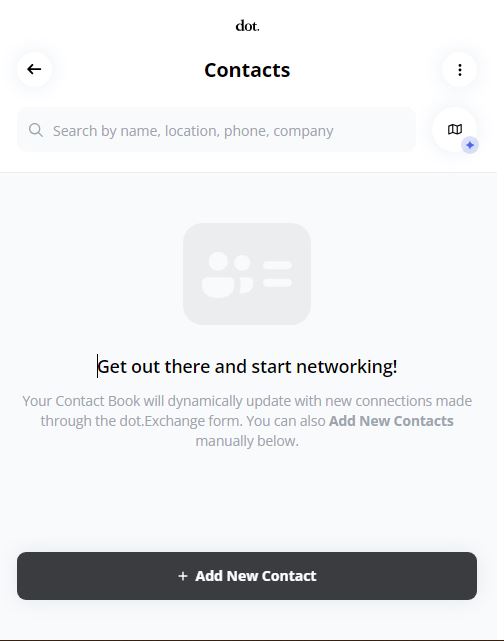 dot.
Contacts
Search by name, location, phone, company
Get out there and start networking!
Your Contact Book will dynamically update with new connections made
through the dot.Exchange form. You can also Add New Contacts
manually below.
+ Add New Contact